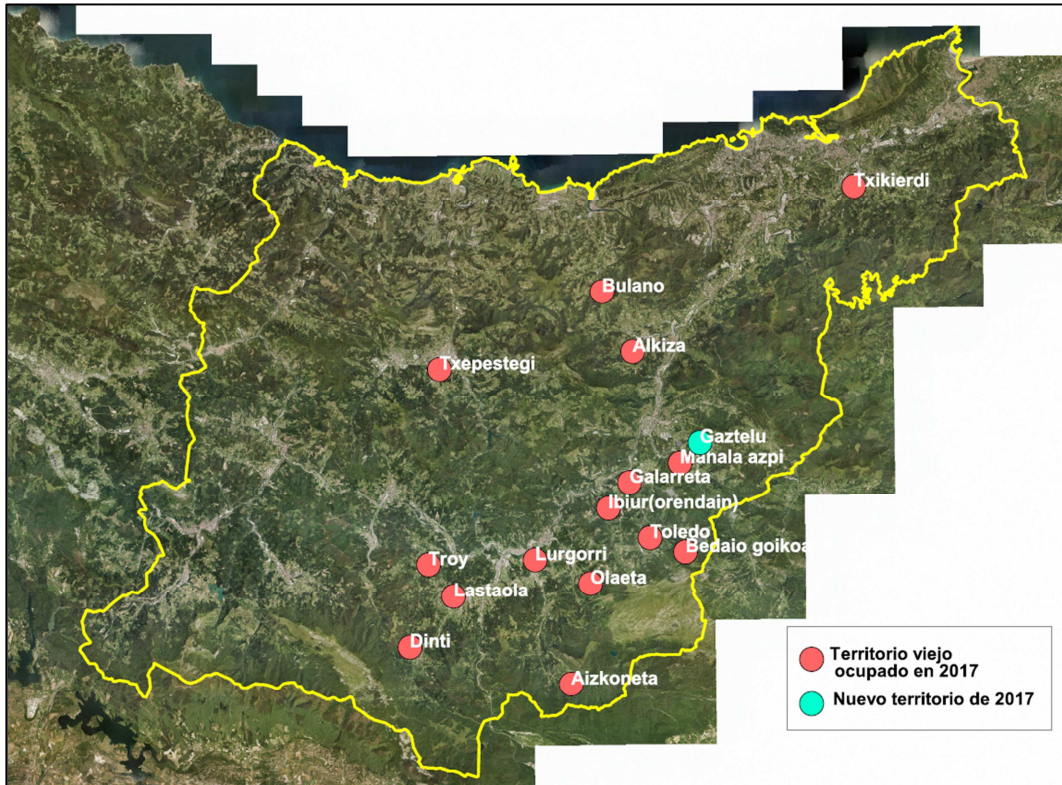 Txikierdi
Bulano
Alkiza
Txepestegi
Gaztelu
Mañala azpi
Galarreta
Ibiur(orendain)
Toledo
Bedaio goikoa
Lurgorri
Troy
Olaeta
Lastaola
Dinti
Aizkoneta
Territorio viejo
ocupado en 2017
Nuevo territorio de 2017